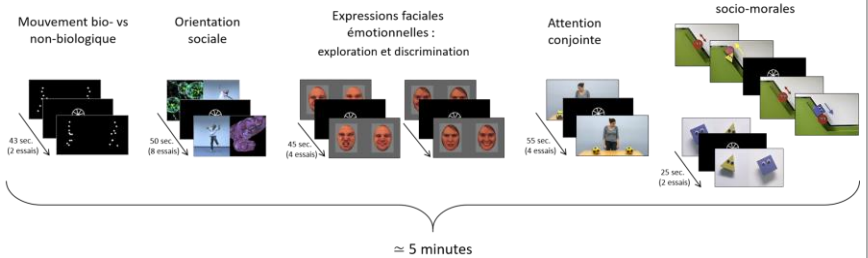 Mouvement bio- vs
non-biologique
Orientation
sociale
Expressions faciales
émotionnelles :
exploration et discrimination
Attention
conjointe
socio-morales
43 sec.
(2 essais)
50 sec.
(8 essais)
45 sec.
(4 essais)
55 sec.
(4 essais)
25 sec.
(2 essais)
≃ 5 minutes